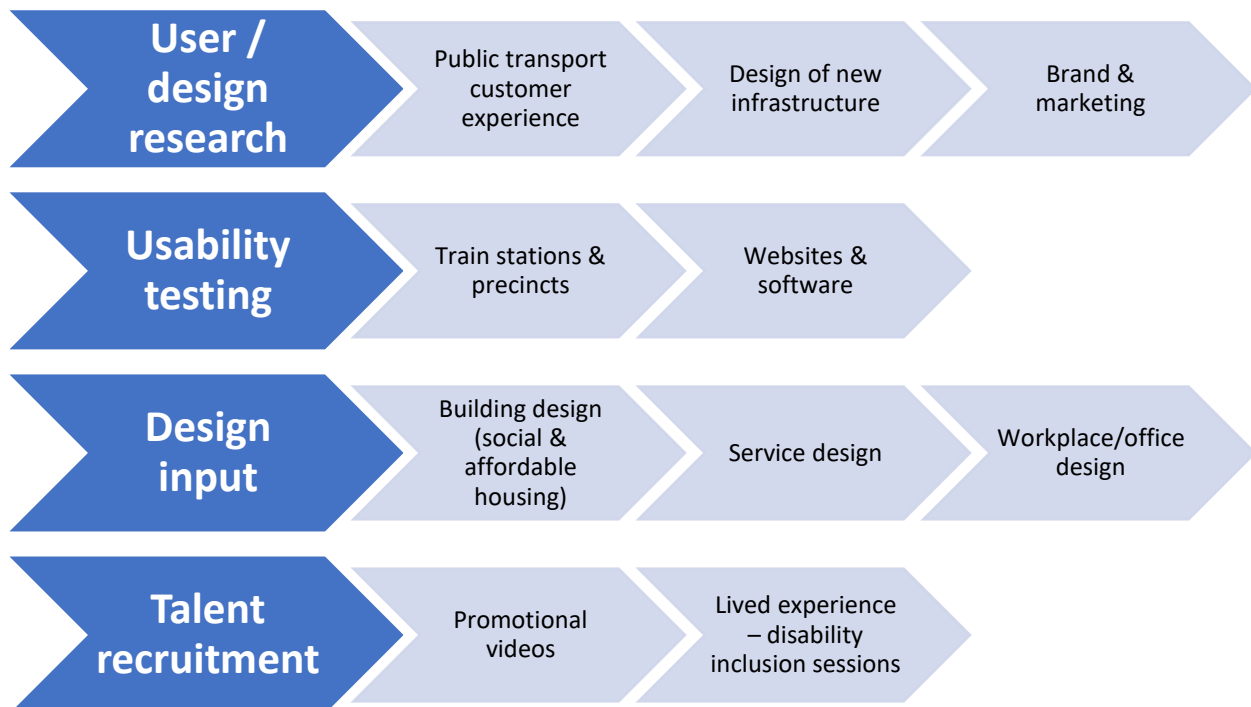 User /
design
research
Public transport
customer
experience
Design of new
infrastructure
Brand &
marketing
Usability
testing
Train stations &
precincts
Websites &
software
Design
input
Building design
(social &
affordable
housing)
Service design
Workplace/office
design
Talent
recruitment
Promotional
videos
Lived experience
– disability
inclusion sessions